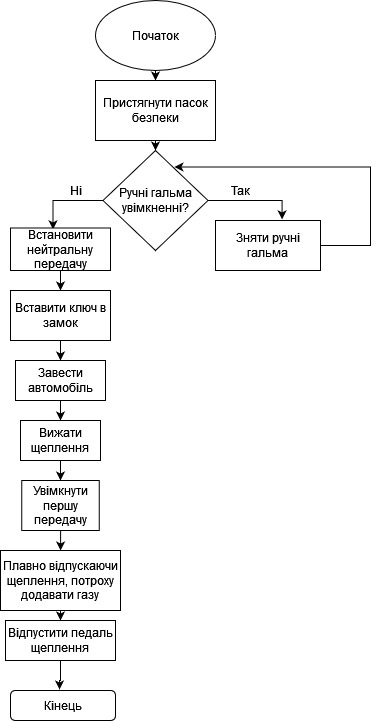 Початок
Пристягнути пасок
безпеки
Ручні гальма
увімкненні?
Ні
Так
Встановити
нейтральну
передачу
Зняти ручні
гальма
Вставити ключ в
замок
Завести
автомобіль
Вижати
щеплення
Увімкнути
першу
передачу
Плавно відпускаючи
щеплення, потроху
додавати газу
Відпустити педаль
щеплення
Кінець